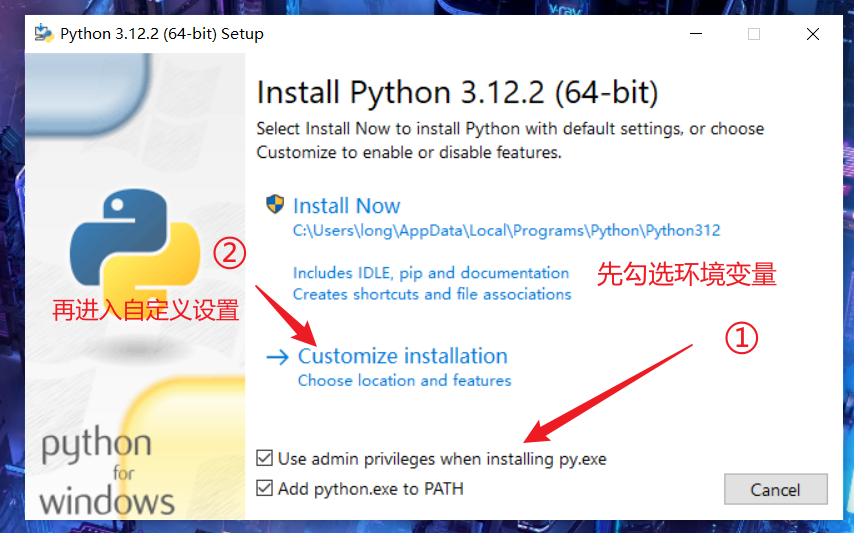 v-ray
Python 3.12.2 (64-bit) Setup
Install Python 3.12.2 (64-bit)
Select Install Now to install Python with default settings, or choose
Customize to enable or disable features.
Install Now
C:\Users\long\AppData\Local\Programs\Python\Python312
Includes IDLE, pip and documentation
Creates shortcuts and file associations
先勾选环境变量
①
②
再进入自定义设置
Customize installation
Choose location and features
Use admin privileges when installing py.exe
Add python.exe to PATH
Cancel
python
for
windows